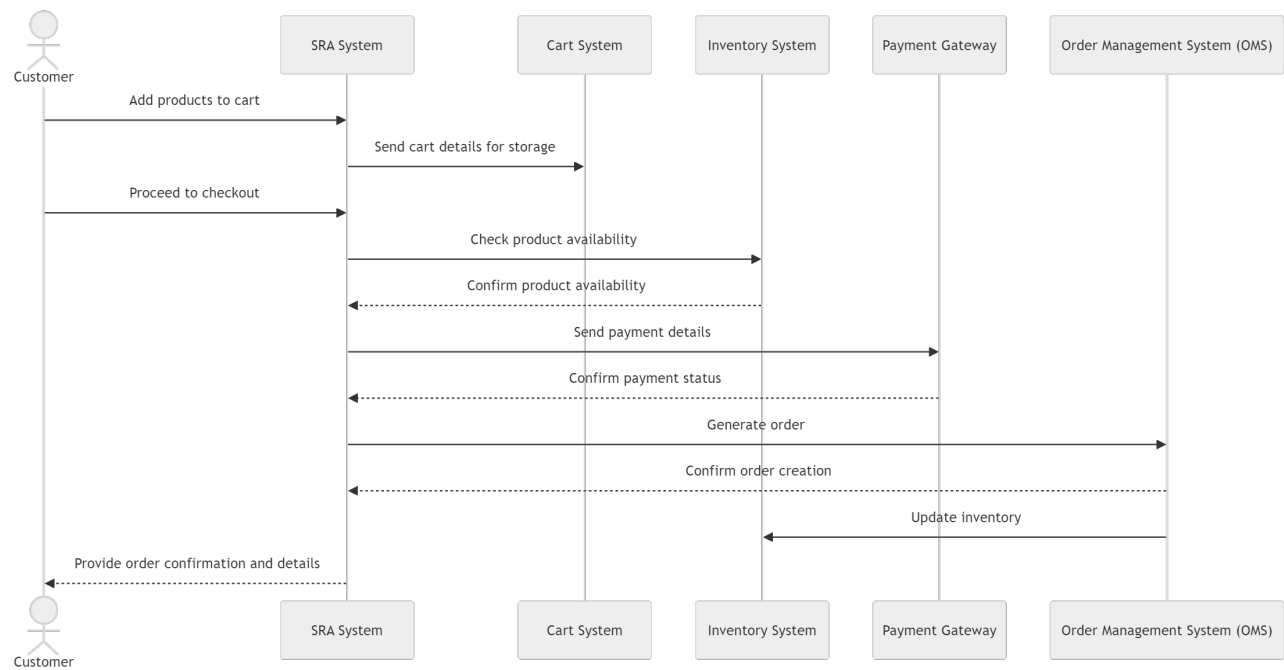 Customer
SRA System
Cart System
Inventory System
Payment Gateway
Order Management System (OMS)
Add products to cart
Send cart details for storage
Proceed to checkout
Check product availability
Confirm product availability
Send payment details
Confirm payment status
Generate order
Confirm order creation
Update inventory
Provide order confirmation and details
Customer
SRA System
Cart System
Inventory System
Payment Gateway
Order Management System (OMS)